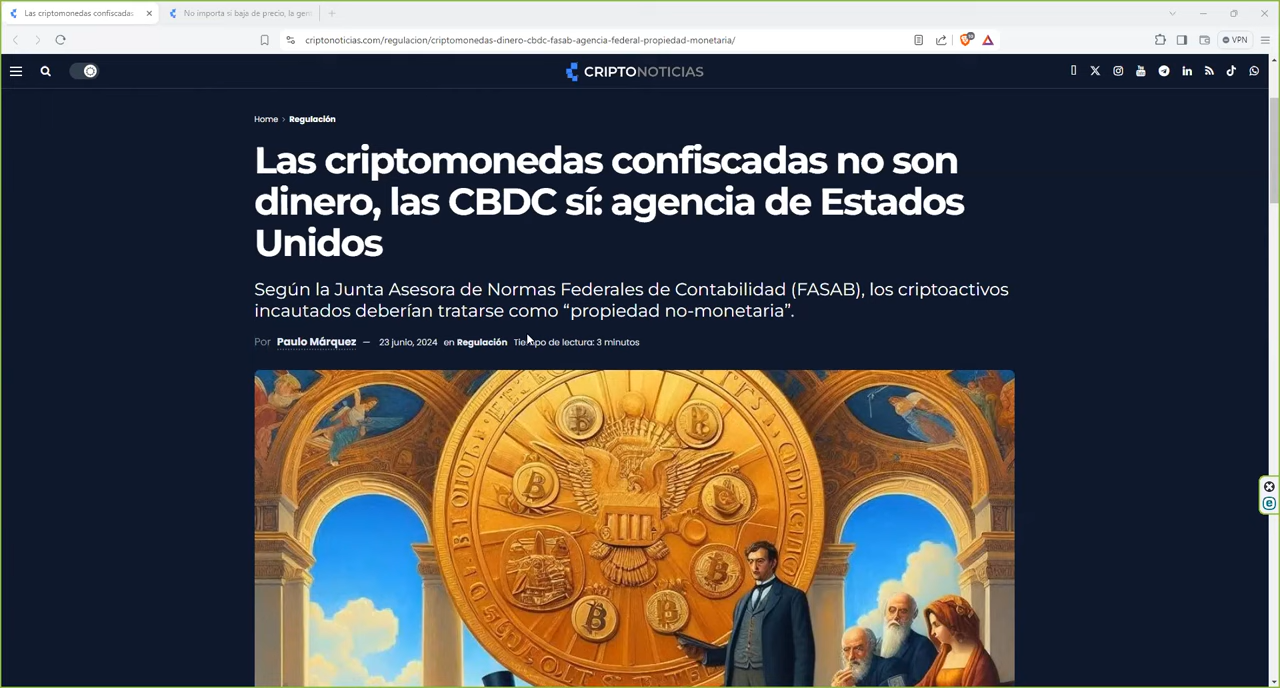 Las criptomonedas confiscadas
No importa si baja de precio, la gen
criptonoticias.com/regulacion/criptomonedas-dinero-cbdc-fasab-agencia-federal-propiedad-monetaria/
VPN
CRIPTONOTICIAS
Home > Regulación
Las criptomonedas confiscadas no son
dinero, las CBDC sí: agencia de Estados
Unidos
Según la Junta Asesora de Normas Federales de Contabilidad (FASAB), los criptoactivos
incautados deberían tratarse como “propiedad no-monetaria”.
Por Paulo Márquez — 23 junio, 2024 en Regulación Tiempo de lectura: 3 minutos